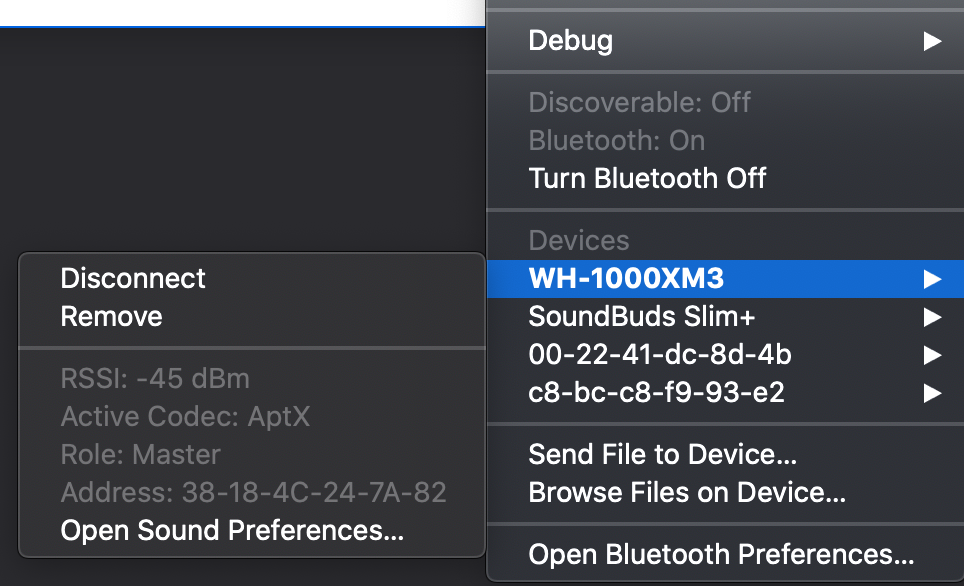 Debug
Discoverable: Off
Bluetooth: On
Turn Bluetooth Off
Devices
WH-1000XM3
SoundBuds Slim+
00-22-41-dc-8d-4b
c8-bc-c8-f9-93-e2
Send File to Device...
Browse Files on Device...
Open Bluetooth Preferences...
Disconnect
Remove
RSSI: -45 dBm
Active Codec: AptX
Role: Master
Address: 38-18-4C-24-7A-82
Open Sound Preferences...